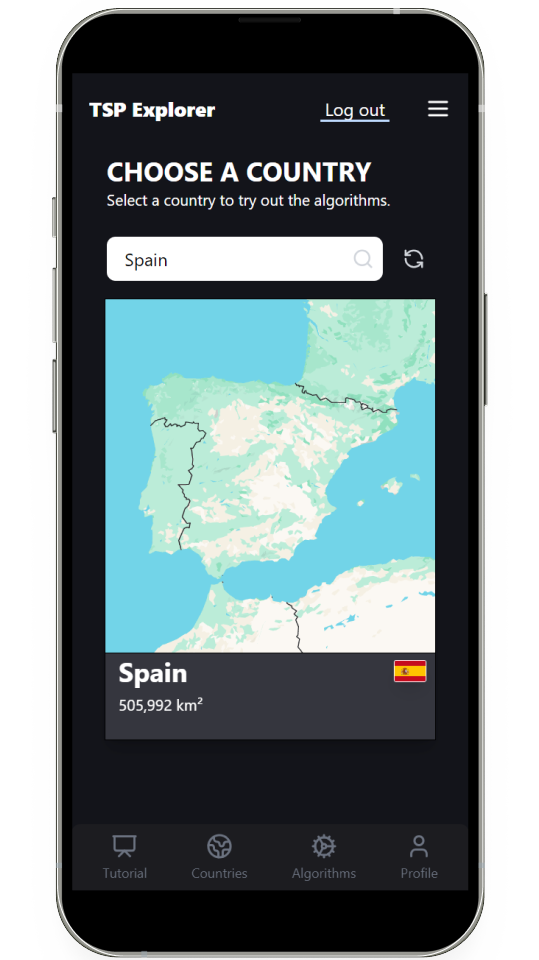 TSP Explorer
Log out
CHOOSE A COUNTRY
Select a country to try out the algorithms.
Spain
Spain
505,992 km²
Tutorial
Countries
Algorithms
Profile